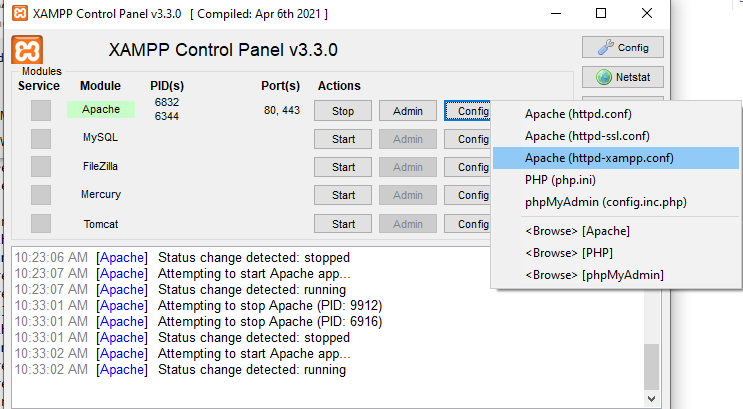 XAMPP Control Panel v3.3.0 [ Compiled: Apr 6th 2021 ]
XAMPP Control Panel v3.3.0
Config
Netstat
Modules
Service Module PID(s) Port(s) Actions
Apache 6832 6344 80, 443 Stop Admin Config
MySQL Start Admin Config
FileZilla Start Admin Config
Mercury Start Admin Config
Tomcat Start Admin Config
Apache (httpd.conf)
Apache (httpd-ssl.conf)
Apache (httpd-xampp.conf)
PHP (php.ini)
phpMyAdmin (config.inc.php)
<Browse> [Apache]
<Browse> [PHP]
<Browse> [phpMyAdmin]
10:23:06 AM [Apache] Status change detected: stopped
10:23:07 AM [Apache] Attempting to start Apache app...
10:23:07 AM [Apache] Status change detected: running
10:33:01 AM [Apache] Attempting to stop Apache (PID: 9912)
10:33:01 AM [Apache] Attempting to stop Apache (PID: 6916)
10:33:01 AM [Apache] Status change detected: stopped
10:33:02 AM [Apache] Attempting to start Apache app...
10:33:02 AM [Apache] Status change detected: running